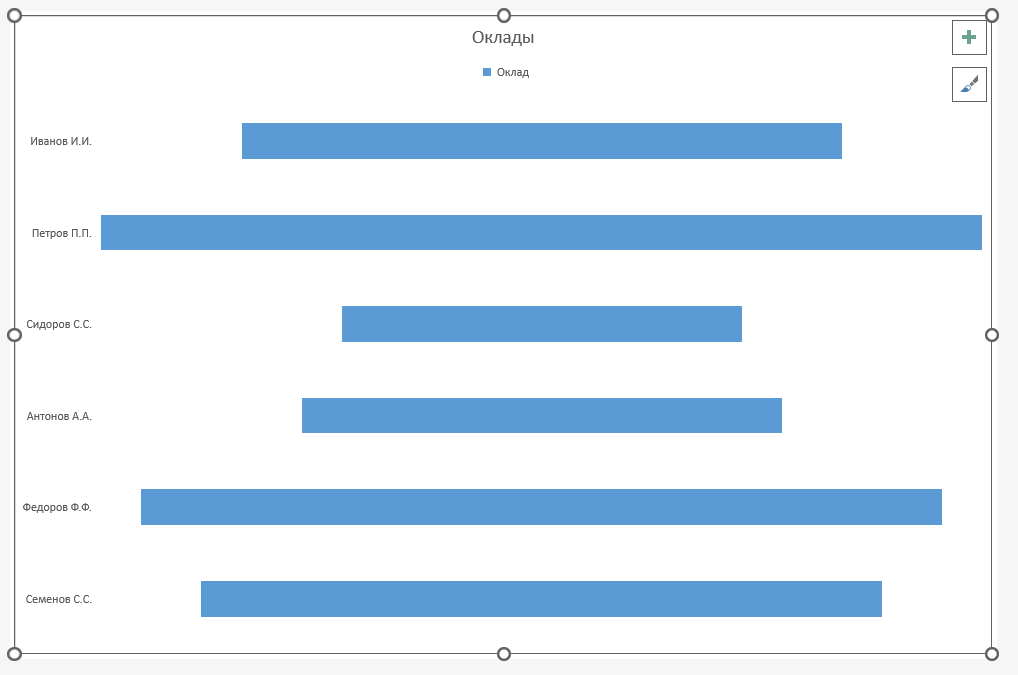 Оклады
Оклад
Иванов И.И.
Петров П.П.
Сидоров С.С.
Антонов А.А.
Федоров Ф.Ф.
Семенов С.С.